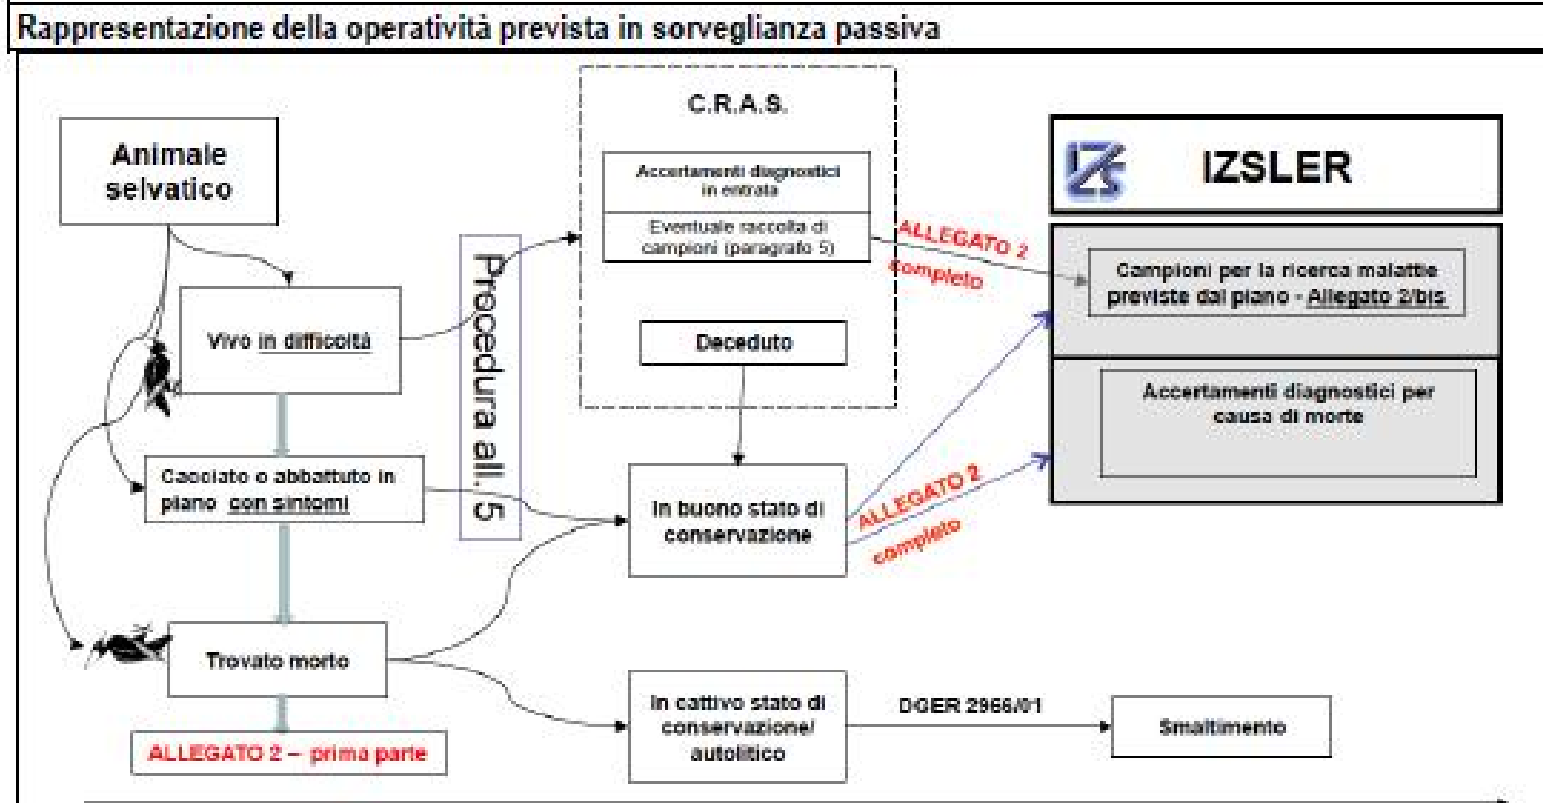 Rappresentazione della operatività prevista in sorveglianza passiva
Animale
selvatico
Vivo in difficoltà
Cacciato o abbattuto in
piano con sintomi
Trovato morto
ALLEGATO 2 – prima parte
Procedura all. 5
C.R.A.S.
Accertamenti diagnostici
in entrata
Eventuale raccolta di
campioni (paragrafo 5)
Deceduto
In buono stato di
conservazione
In cattivo stato di
conservazione/
autolitico
ALLEGATO 2
completo
ALLEGATO 2
completo
DGER 2966/01
Smaltimento
IZSLER
Campioni per la ricerca malattie
previste dal piano - Allegato 2/bis
Accertamenti diagnostici per
causa di morte